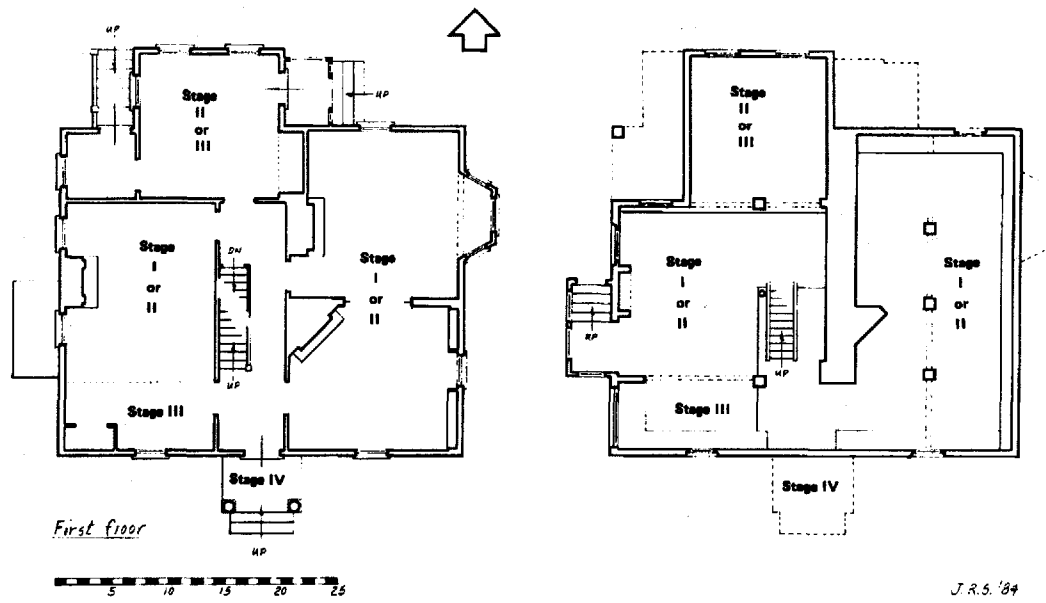 UP
Stage
II
or
III
UP
Stage
I
or
II
DN
UP
Stage
I
or
II
Stage III
Stage IV
UP
First floor
5 10 15 20 25
Stage
II
or
III
Stage
I
or
II
UP
UP
Stage
I
or
II
Stage III
Stage IV
J.R.S. '84